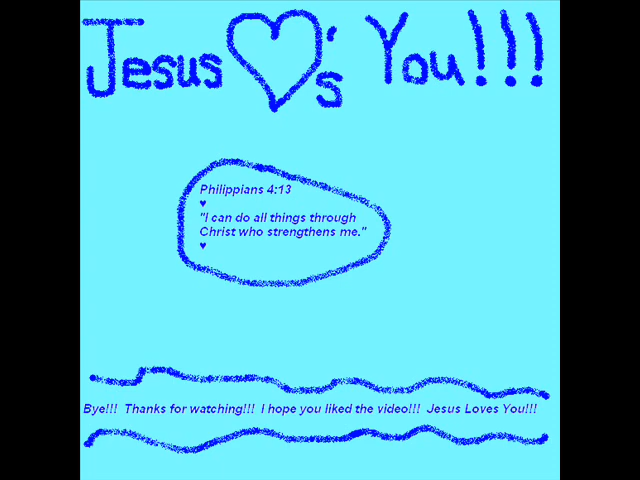 Jesus ♥'s You!!!
Philippians 4:13
♥
"I can do all things through
Christ who strengthens me."
♥
Bye!!!  Thanks for watching!!!  I hope you liked the video!!!  Jesus Loves You!!!